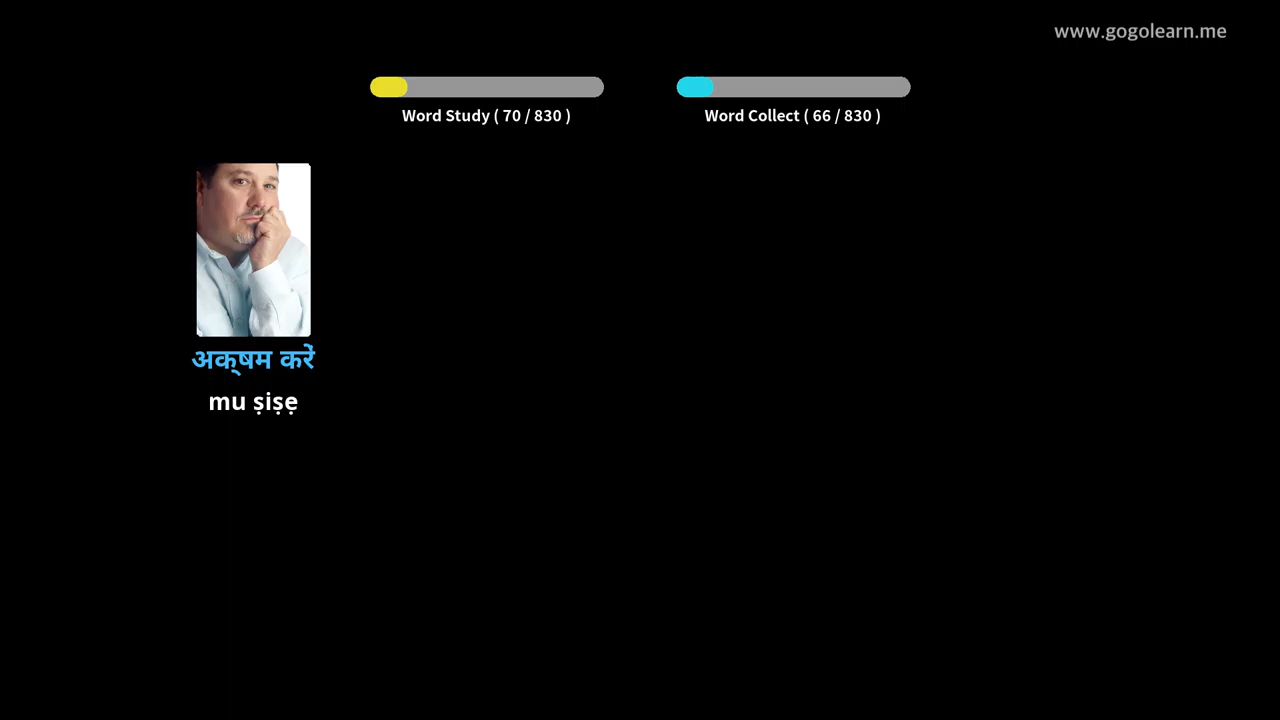 www.gogolearn.me
Word Study ( 70 / 830 )
Word Collect ( 66 / 830 )
अक्षम करें
mu ṣiṣẹ